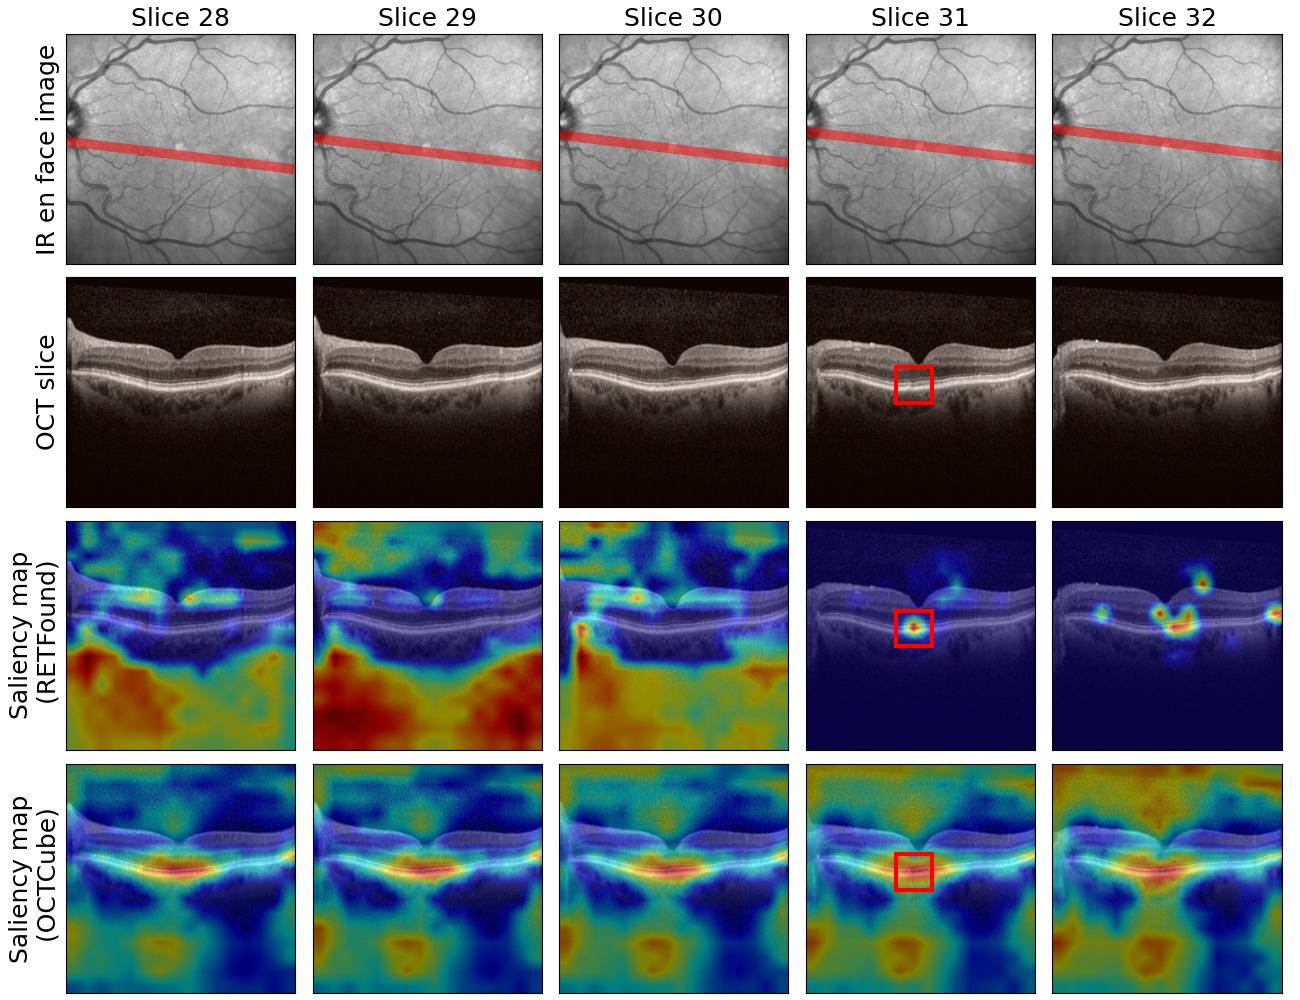 Slice 28 Slice 29 Slice 30 Slice 31 Slice 32
IR en face image
OCT slice
Saliency map
(RETFound)
Saliency map
(OCTCube)